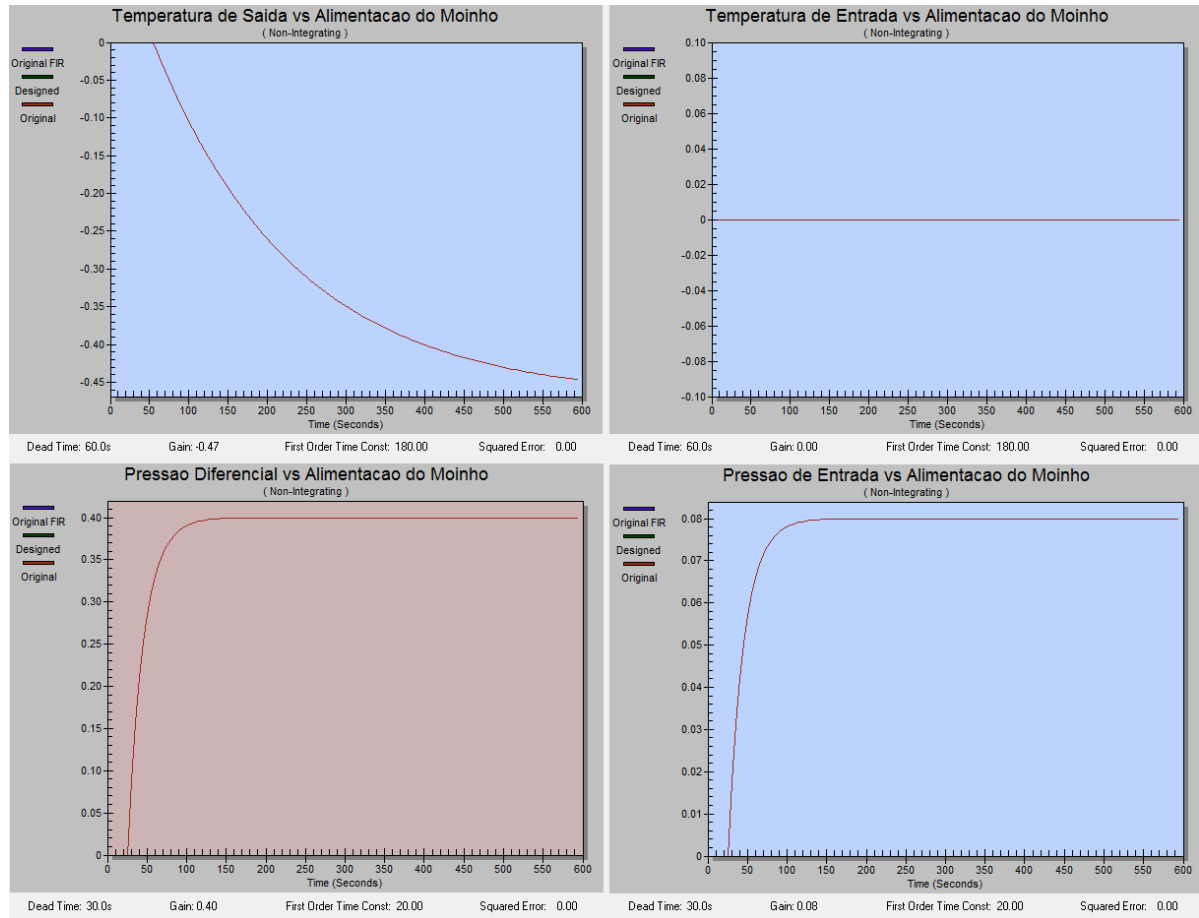 Temperatura de Saida vs Alimentacao do Moinho
( Non-Integrating )
Original FIR
Designed
Original
0
-0.05
-0.10
-0.15
-0.20
-0.25
-0.30
-0.35
-0.40
-0.45
0 50 100 150 200 250 300 350 400 450 500 550 600
Time (Seconds)
Dead Time: 60.0s Gain: -0.47 First Order Time Const: 180.00 Squared Error: 0.00
Temperatura de Entrada vs Alimentacao do Moinho
( Non-Integrating )
Original FIR
Designed
Original
0.10
0.08
0.06
0.04
0.02
0
-0.02
-0.04
-0.06
-0.08
-0.10
0 50 100 150 200 250 300 350 400 450 500 550 600
Time (Seconds)
Dead Time: 60.0s Gain: 0.00 First Order Time Const: 180.00 Squared Error: 0.00
Pressao Diferencial vs Alimentacao do Moinho
( Non-Integrating )
Original FIR
Designed
Original
0.40
0.35
0.30
0.25
0.20
0.15
0.10
0.05
0
0 50 100 150 200 250 300 350 400 450 500 550 600
Time (Seconds)
Dead Time: 30.0s Gain: 0.40 First Order Time Const: 20.00 Squared Error: 0.00
Pressao de Entrada vs Alimentacao do Moinho
( Non-Integrating )
Original FIR
Designed
Original
0.08
0.07
0.06
0.05
0.04
0.03
0.02
0.01
0
0 50 100 150 200 250 300 350 400 450 500 550 600
Time (Seconds)
Dead Time: 30.0s Gain: 0.08 First Order Time Const: 20.00 Squared Error: 0.00